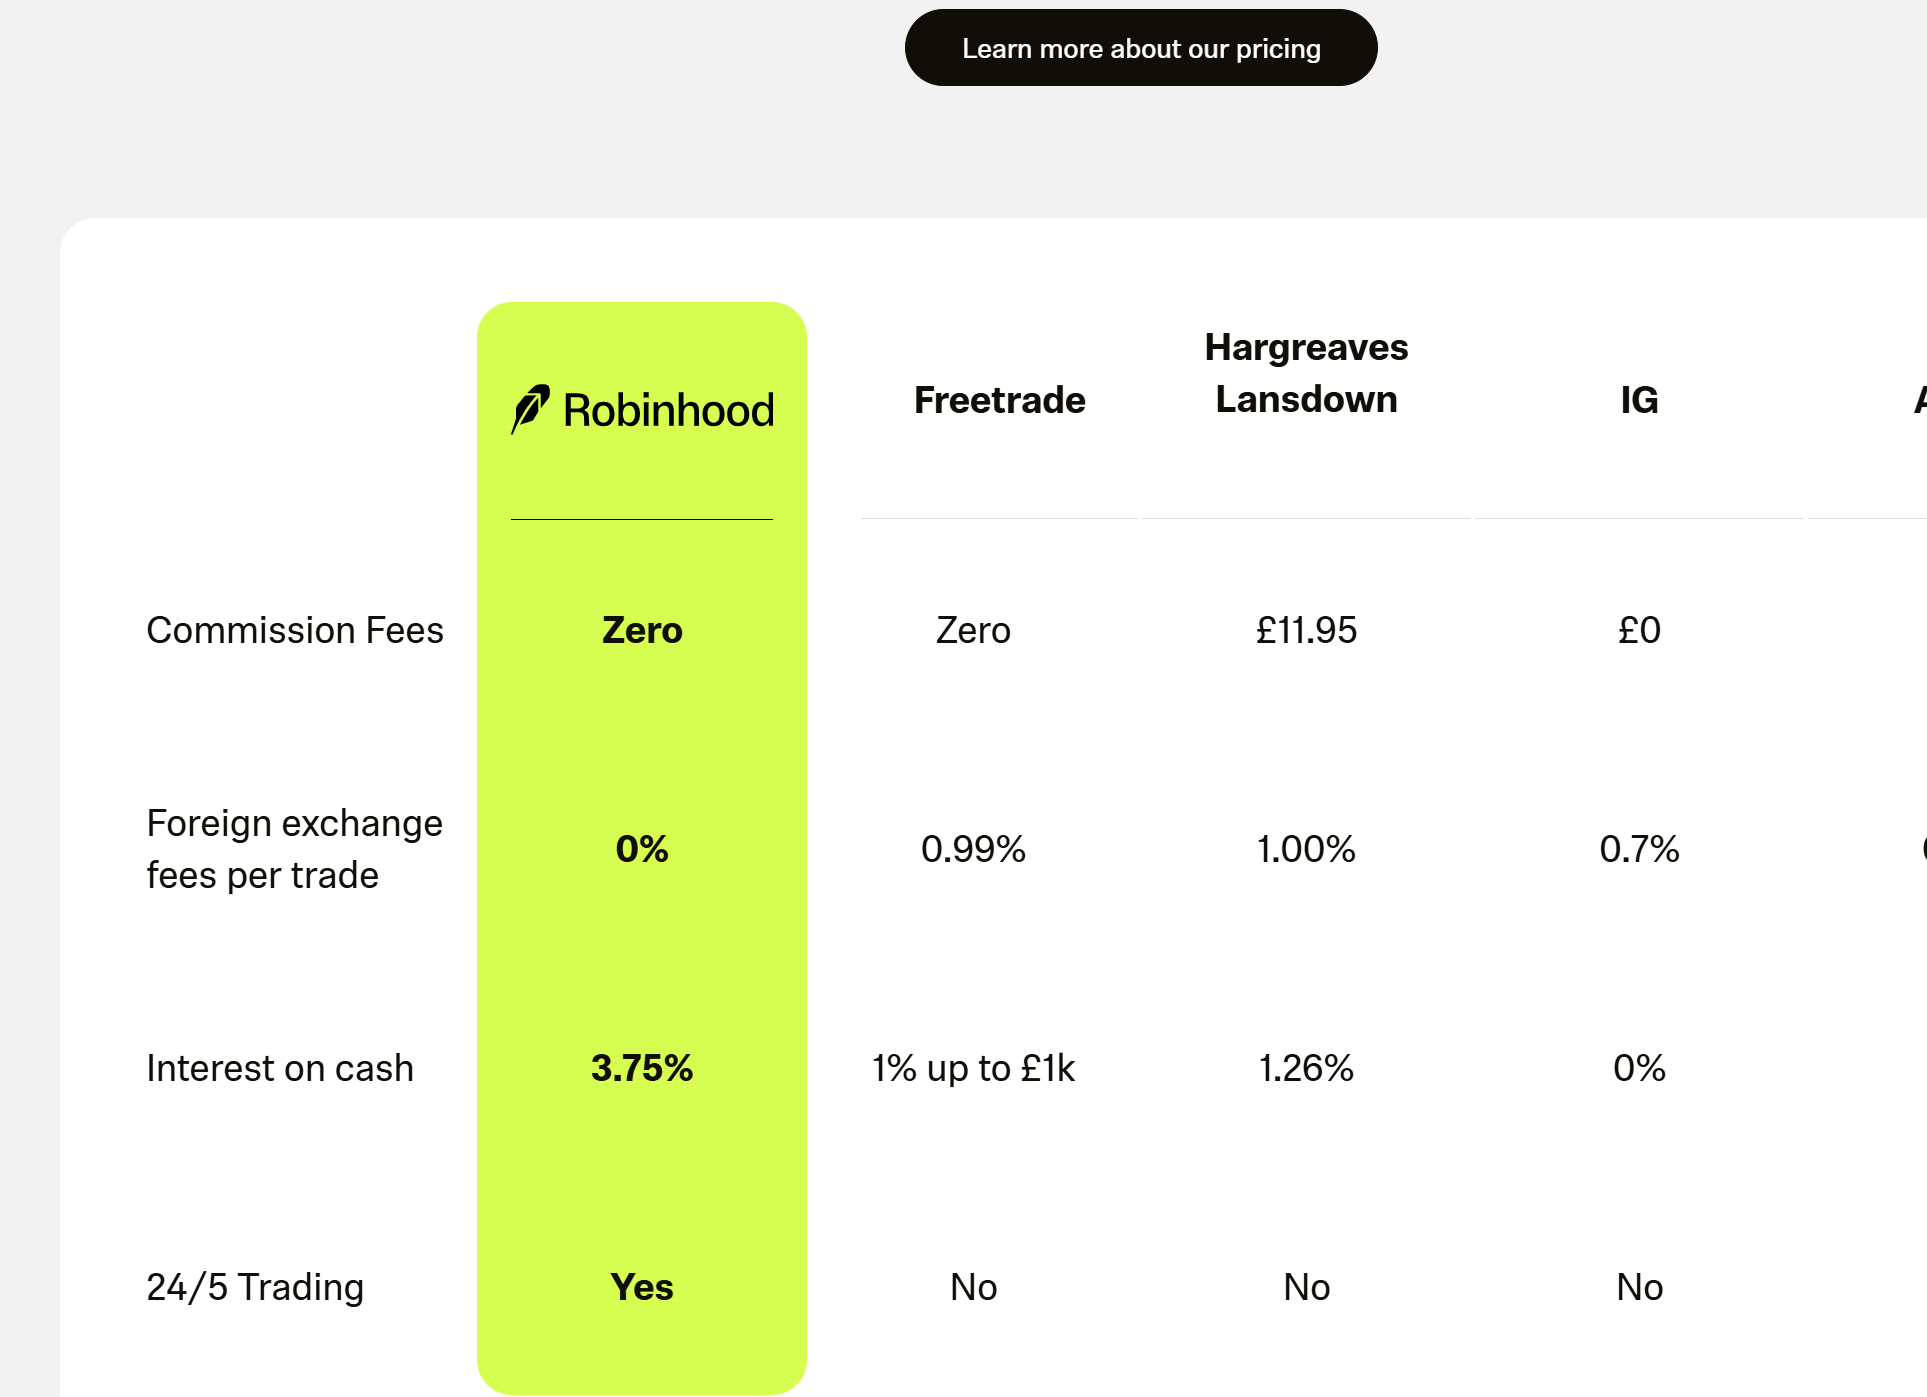 Learn more about our pricing
Robinhood
Freetrade
Hargreaves
Lansdown
IG
Commission Fees
Zero
Zero
£11.95
£0
Foreign exchange
fees per trade
0%
0.99%
1.00%
0.7%
Interest on cash
3.75%
1% up to £1k
1.26%
0%
24/5 Trading
Yes
No
No
No